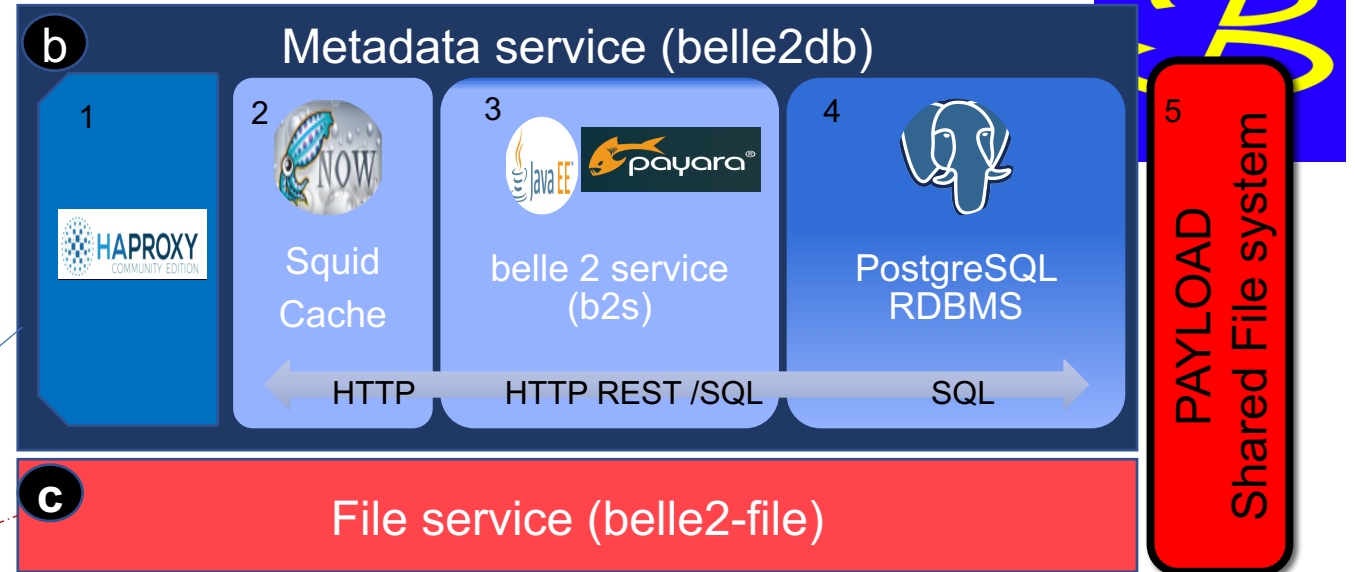 b
Metadata service (belle2db)
1
HAPROXY
COMMUNITY EDITION
2
NOW
Squid
Cache
3
Java EE
payara®
belle 2 service
(b2s)
4
PostgreSQL
RDBMS
HTTP
HTTP REST /SQL
SQL
5
PAYLOAD
Shared File system
c
File service (belle2-file)